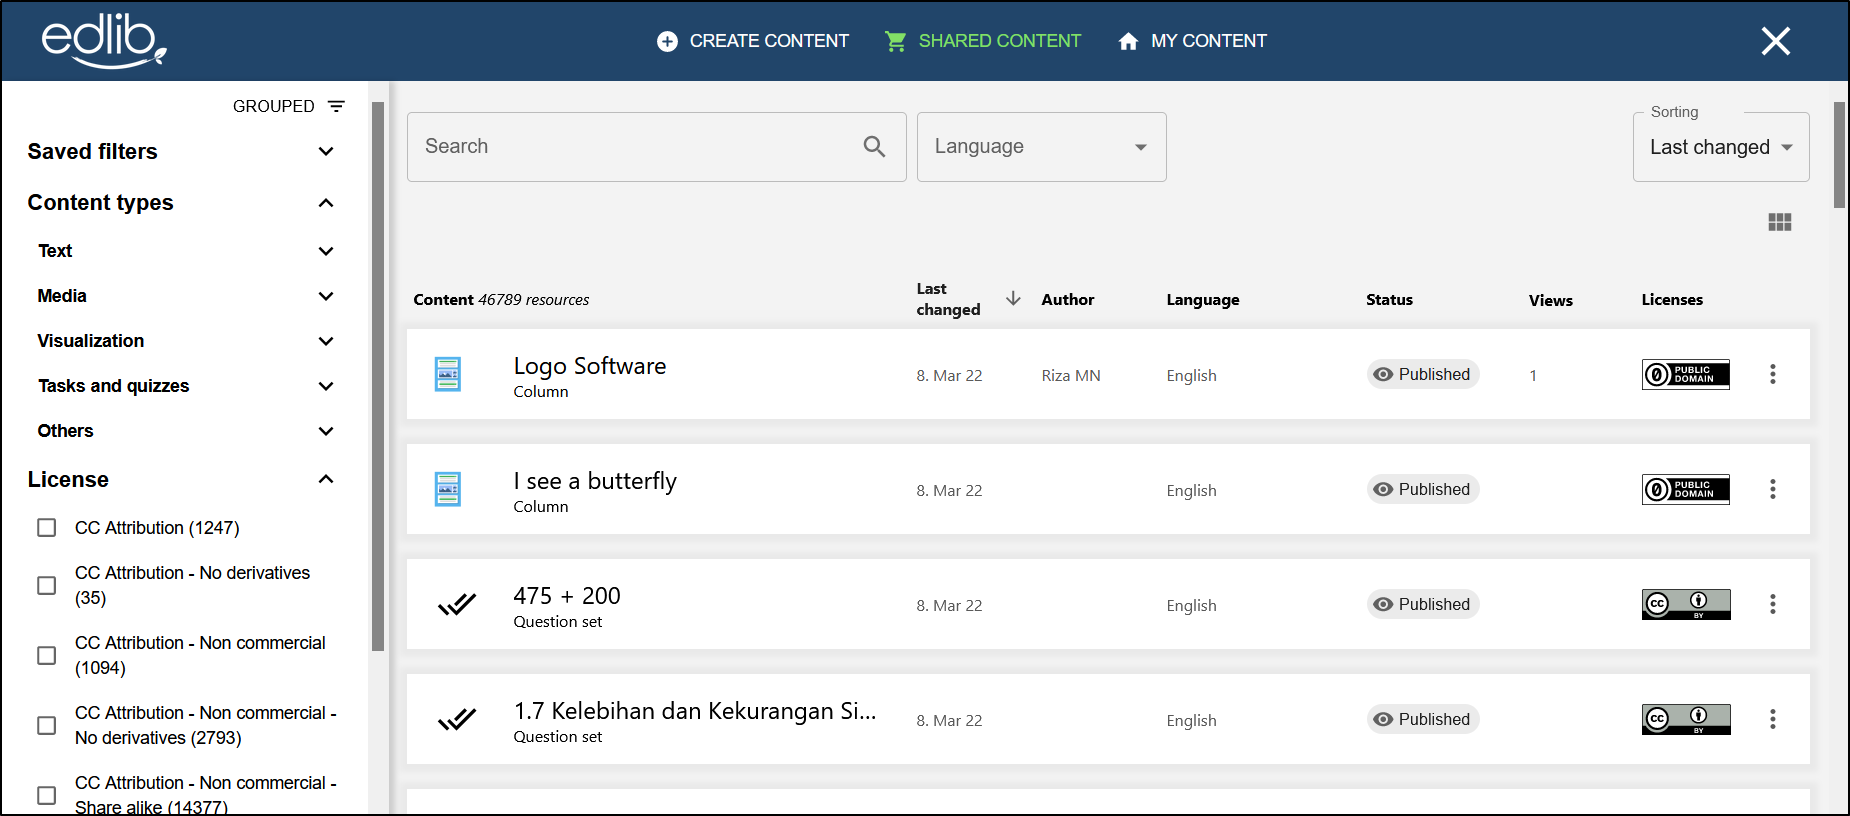 edlib
CREATE CONTENT
SHARED CONTENT
MY CONTENT
GROUPED
Saved filters
Content types
Text
Media
Visualization
Tasks and quizzes
Others
License
CC Attribution (1247)
CC Attribution - No derivatives
(35)
CC Attribution - Non commercial
(1094)
CC Attribution - Non commercial -
No derivatives (2793)
CC Attribution - Non commercial -
Share alike (14377)
Search
Language
Sorting
Last changed
Content 46789 resources
Last
changed
Author
Language
Status
Views
Licenses
Logo Software
Column
8. Mar 22
Riza MN
English
Published
1
PUBLIC
DOMAIN
I see a butterfly
Column
8. Mar 22
English
Published
PUBLIC
DOMAIN
475 + 200
Question set
8. Mar 22
English
Published
CC
BY
1.7 Kelebihan dan Kekurangan Si...
Question set
8. Mar 22
English
Published
CC
BY